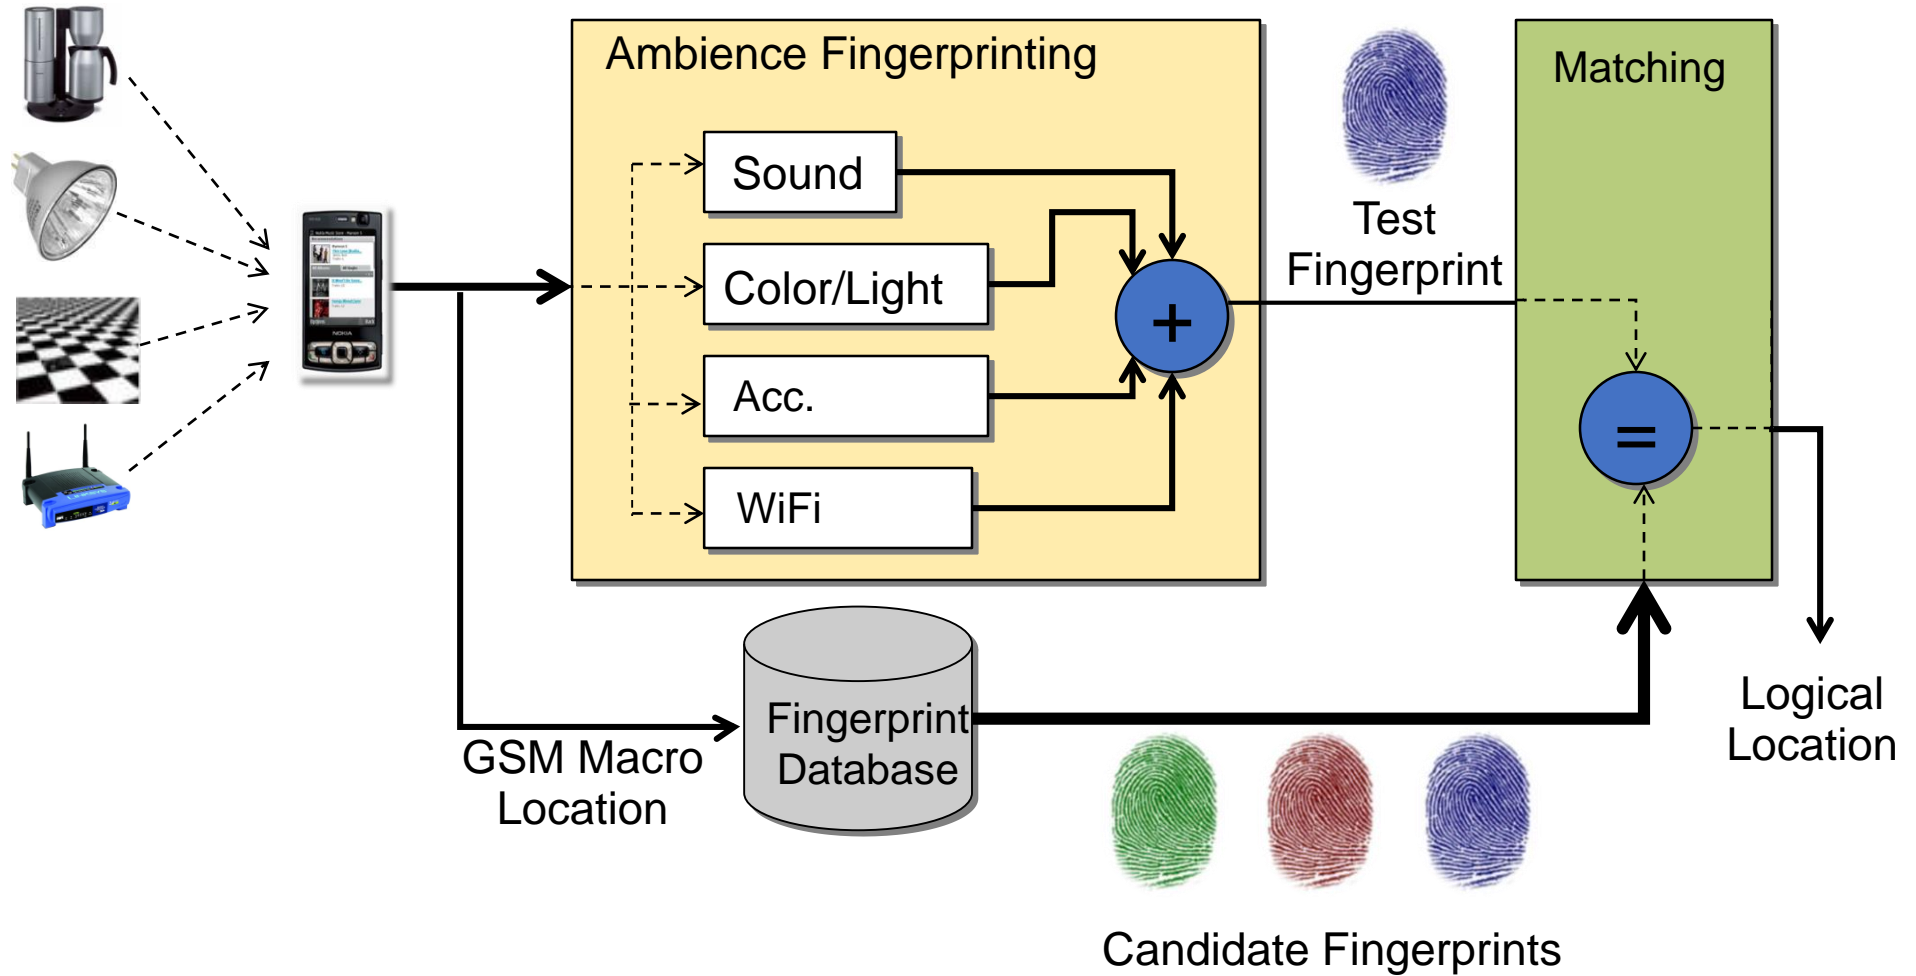 Ambience Fingerprinting
Matching
Sound
Color/Light
Acc.
WiFi
+
Test
Fingerprint
=
NOKIA
GSM Macro
Location
Fingerprint
Database
Logical
Location
Candidate Fingerprints